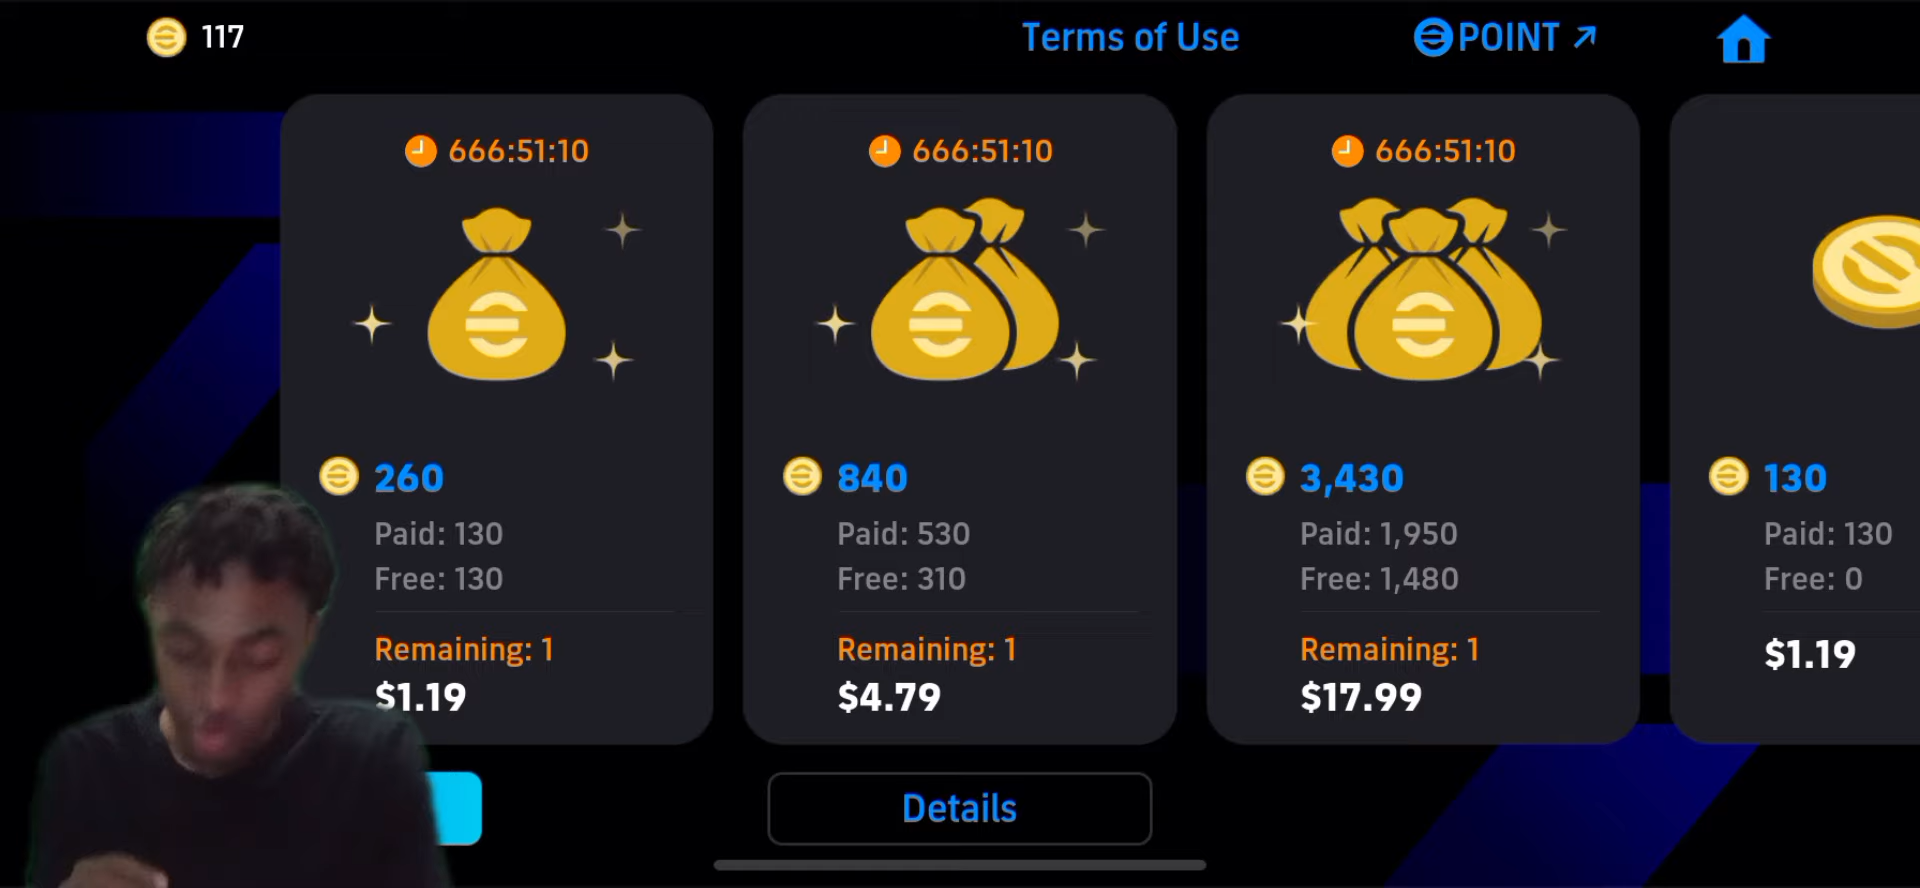 117
Terms of Use
POINT
666:51:10
260
Paid: 130
Free: 130
Remaining: 1
$1.19
666:51:10
840
Paid: 530
Free: 310
Remaining: 1
$4.79
666:51:10
3,430
Paid: 1,950
Free: 1,480
Remaining: 1
$17.99
130
Paid: 130
Free: 0
$1.19
Details